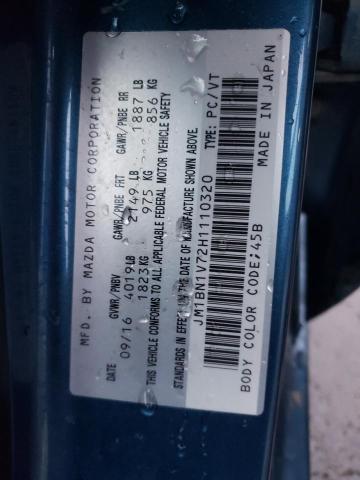 MFD. BY MAZDA MOTOR CORPORATION
DATE GVWR/PNBV GAWR/PNBE FRT GAWR/PNBE RR
09/16 4019LB 2149 LB 1887 LB
1823KG 975 KG 856 KG
THIS VEHICLE CONFORMS TO ALL APPLICABLE FEDERAL MOTOR VEHICLE SAFETY
STANDARDS IN EFFECT ON THE DATE OF MANUFACTURE SHOWN ABOVE.
JM1BN1V72H1110320 TYPE: PC/VT
BODY COLOR CODE;45B MADE IN JAPAN